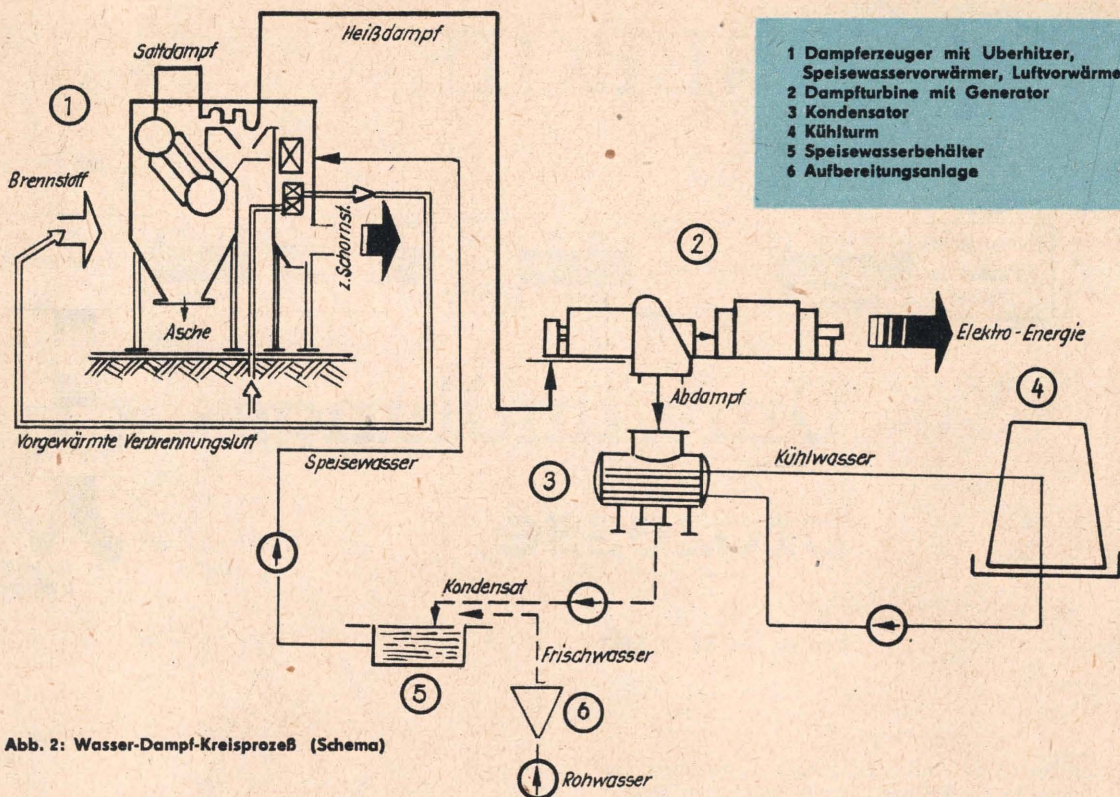 Heißdampf
Sattdampf
1
Brennstoff
z. Schornst.
Asche
Vorgewärmte Verbrennungsluft
1 Dampferzeuger mit Uberhitzer,
Speisewasservorwärmer, Luftvorwärme
2 Dampfturbine mit Generator
3 Kondensator
4 Kühlturm
5 Speisewasserbehälter
6 Aufbereitungsanlage
2
Elektro-Energie
Abdampf
4
Speisewasser
3
Kühlwasser
Kondensat
Frischwasser
5
6
Rohwasser
Abb. 2: Wasser-Dampf-Kreisprozeß (Schema)